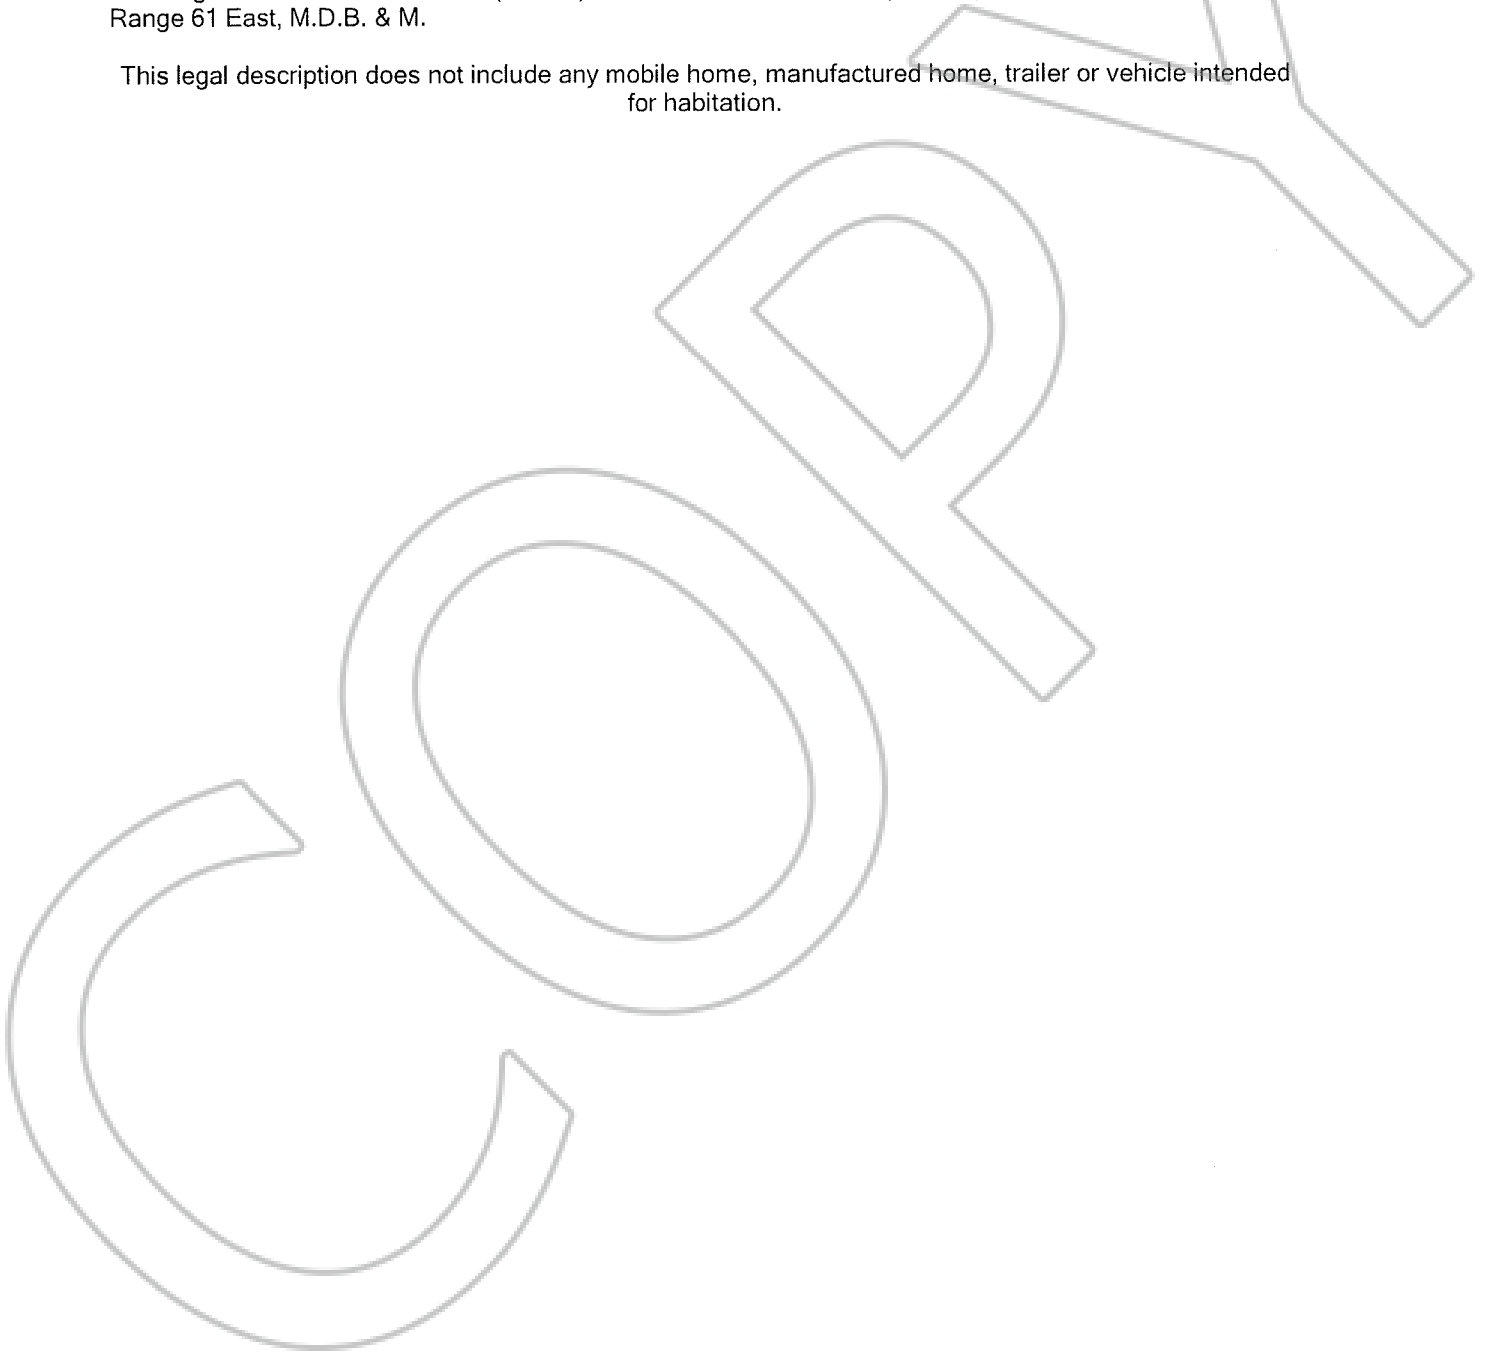 Range 61 East, M.D.B. & M.
This legal description does not include any mobile home, manufactured home, trailer or vehicle intended
for habitation.
COPY